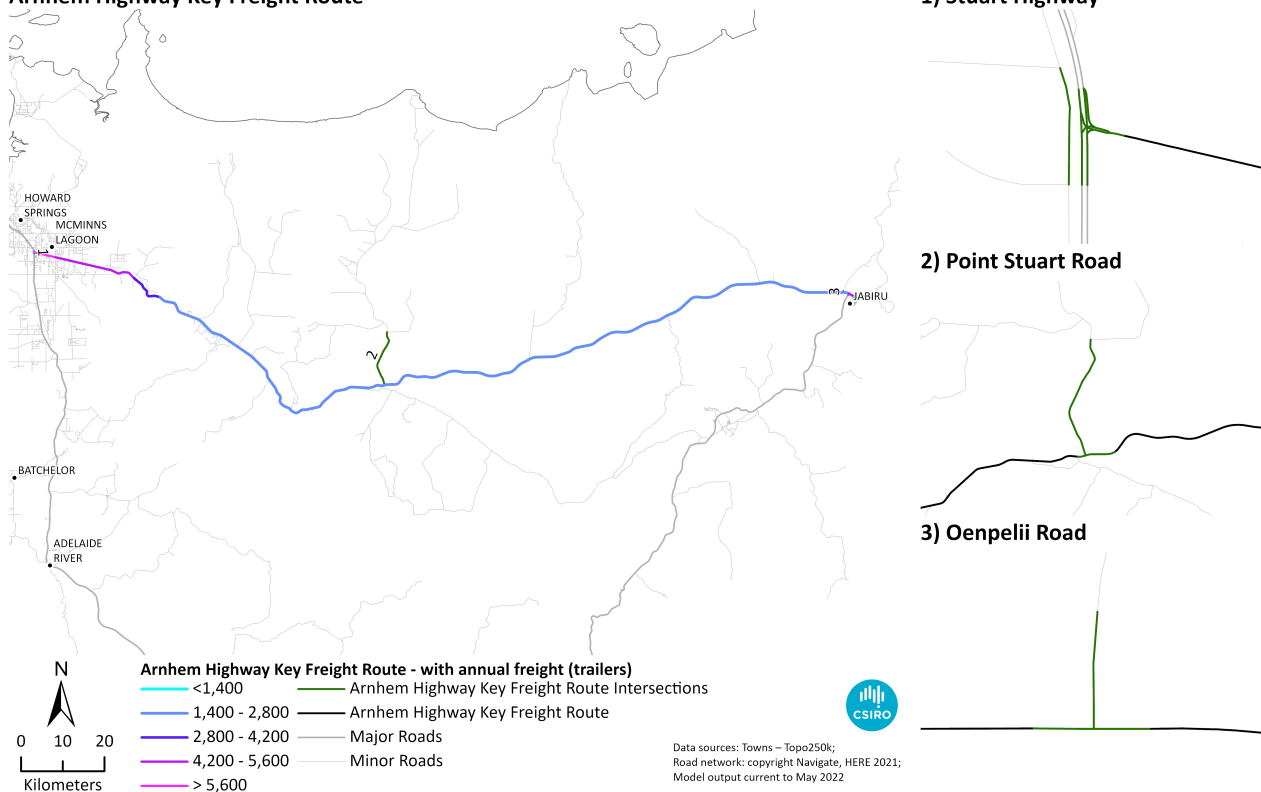 Arnhem Highway Key Freight Route
1) Stuart Highway
HOWARD
SPRINGS
MCMINNS
LAGOON
1
2
3
JABIRU
BATCHELOR
ADELAIDE
RIVER
2) Point Stuart Road
3) Oenpelii Road
N
0 10 20
Kilometers
Arnhem Highway Key Freight Route - with annual freight (trailers)
<1,400
1,400 - 2,800
2,800 - 4,200
4,200 - 5,600
> 5,600
Arnhem Highway Key Freight Route Intersections
Arnhem Highway Key Freight Route
Major Roads
Minor Roads
CSIRO
Data sources: Towns – Topo250k;
Road network: copyright Navigate, HERE 2021;
Model output current to May 2022